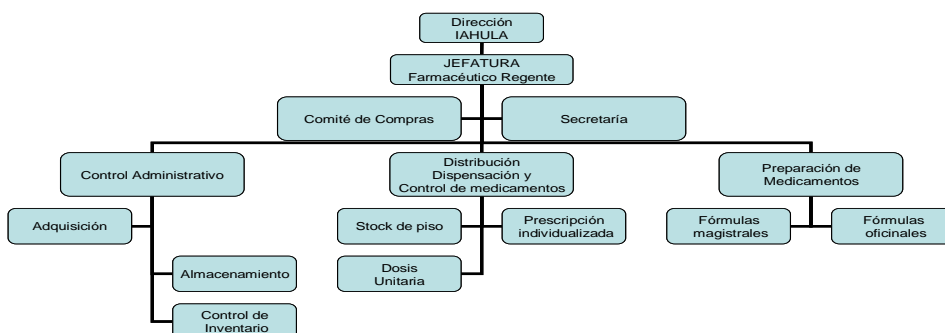 Dirección
IAHULA
JEFATURA
Farmacéutico Regente
Comité de Compras
Secretaría
Control Administrativo
Distribución
Dispensación y
Control de medicamentos
Preparación de
Medicamentos
Adquisición
Stock de piso
Prescripción
individualizada
Fórmulas
magistrales
Fórmulas
oficinales
Almacenamiento
Dosis
Unitaria
Control de
Inventario